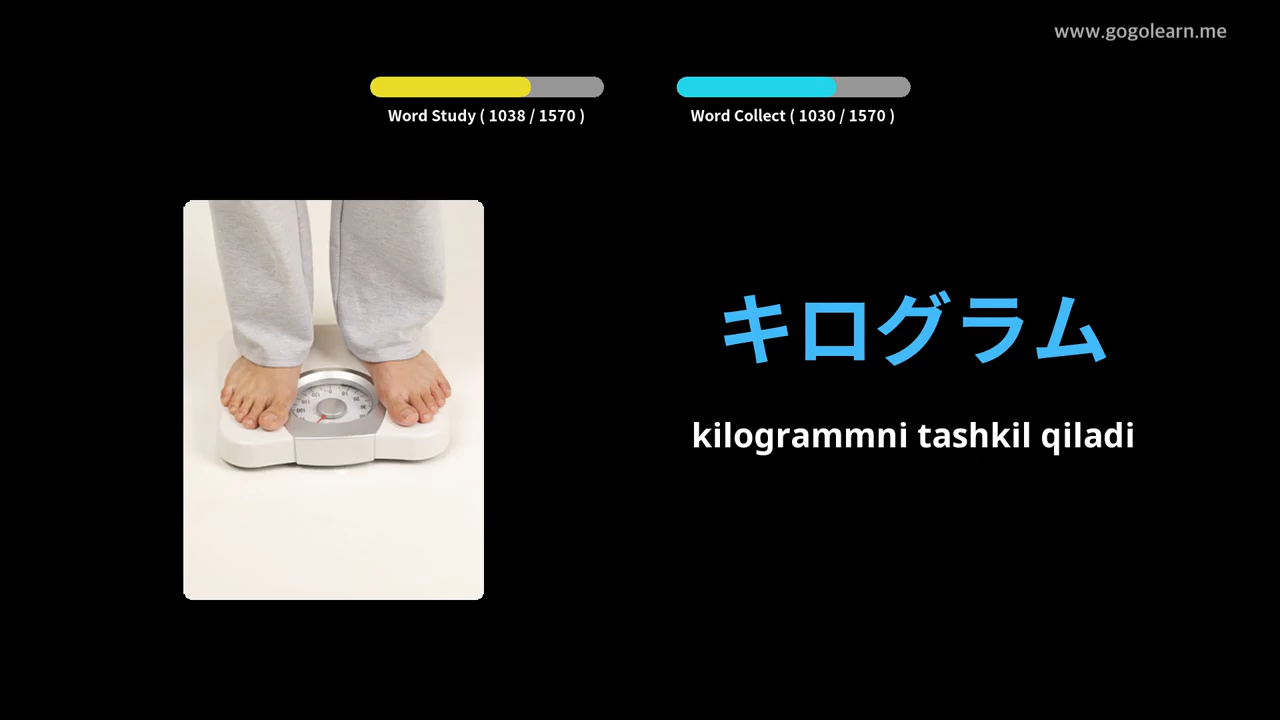 www.gogolearn.me
Word Study ( 1038 / 1570 )
Word Collect ( 1030 / 1570 )
キログラム
kilogrammni tashkil qiladi